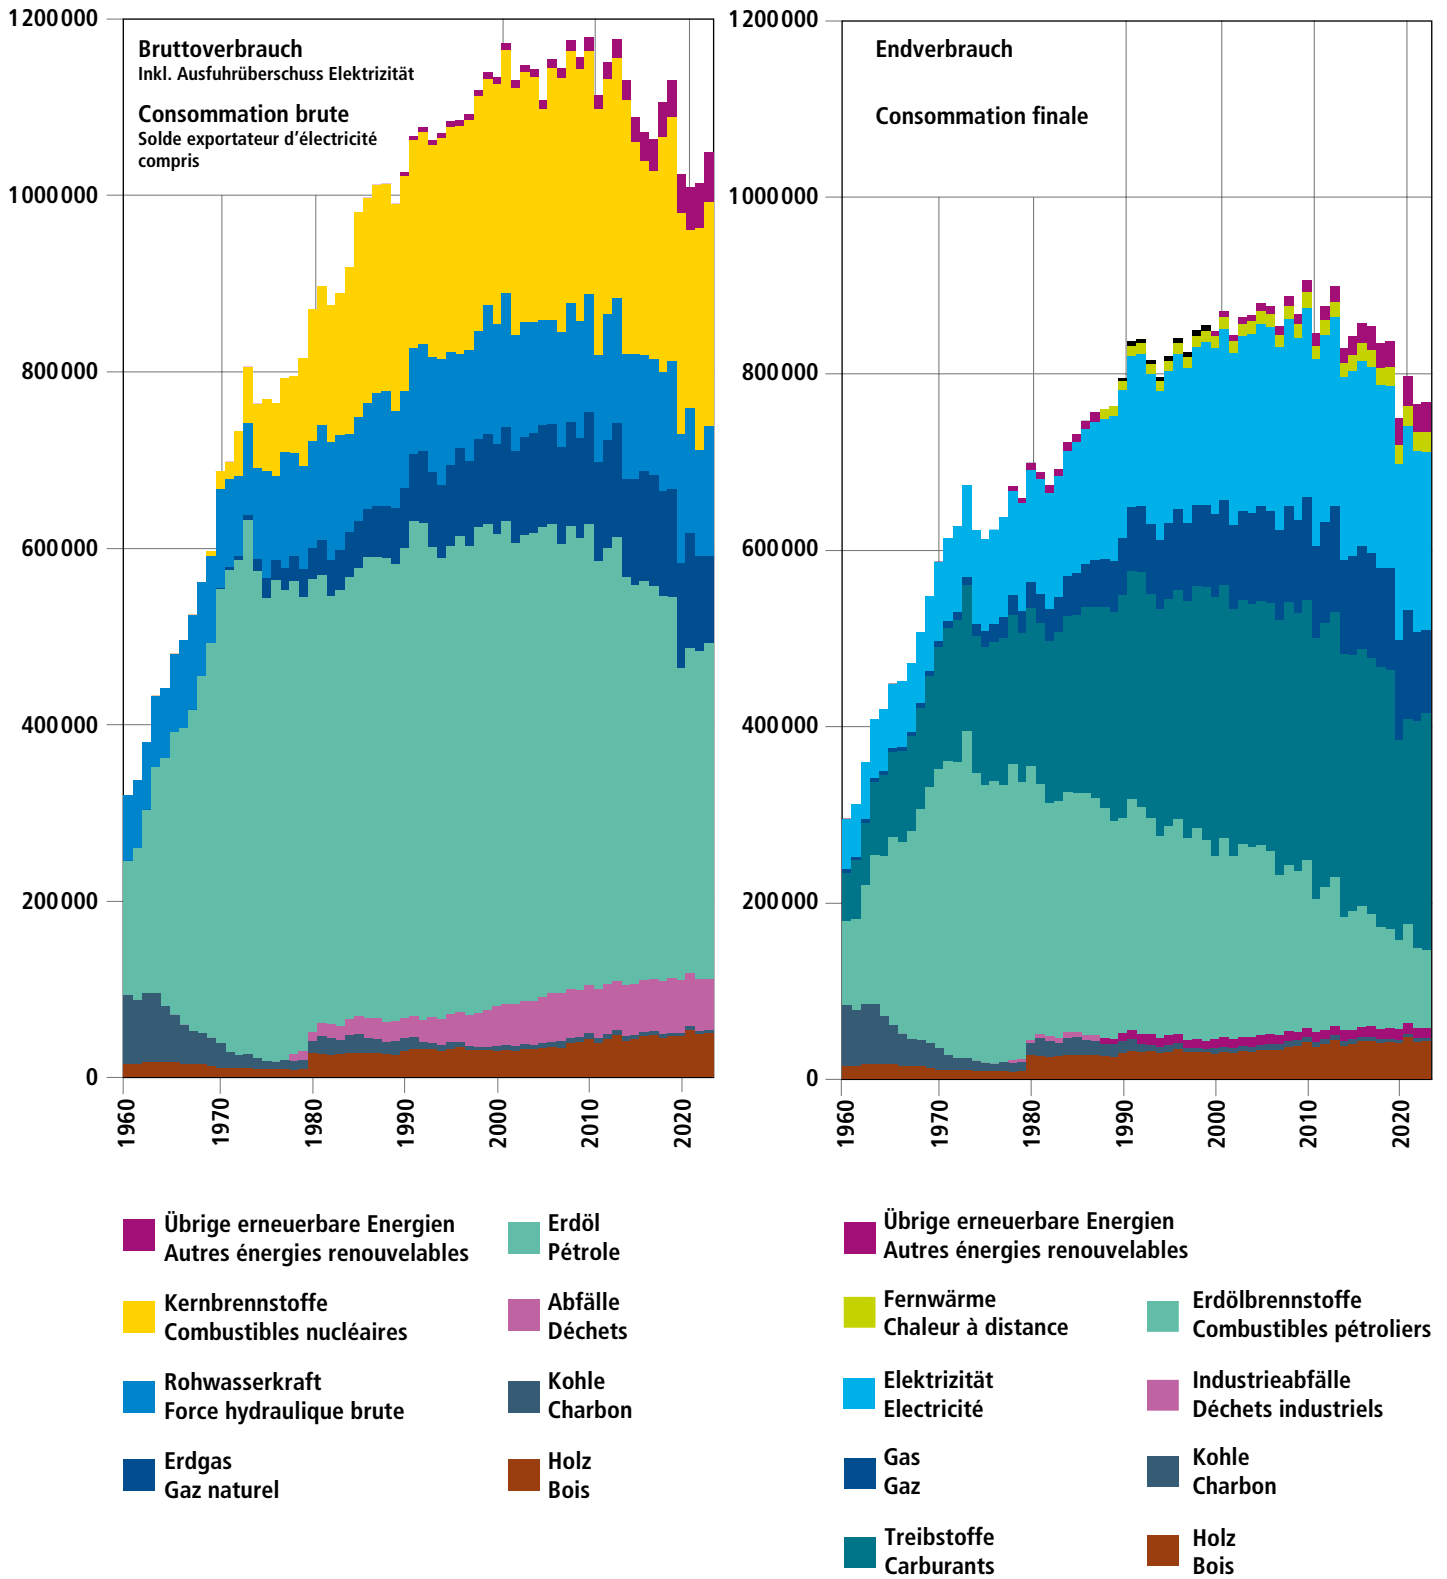 1200000
1000000
800000
600000
400000
200000
0
Bruttoverbrauch
Inkl. Ausfuhrüberschuss Elektrizität
Consommation brute
Solde exportateur d'électricité
compris
1960
1970
1980
1990
2000
2010
2020
Übrige erneuerbare Energien
Autres énergies renouvelables
Kernbrennstoffe
Combustibles nucléaires
Rohwasserkraft
Force hydraulique brute
Erdgas
Gaz naturel
Erdöl
Pétrole
Abfälle
Déchets
Kohle
Charbon
Holz
Bois
1200000
1000000
800000
600000
400000
200000
0
Endverbrauch
Consommation finale
1960
1970
1980
1990
2000
2010
2020
Übrige erneuerbare Energien
Autres énergies renouvelables
Fernwärme
Chaleur à distance
Elektrizität
Electricité
Gas
Gaz
Treibstoffe
Carburants
Erdölbrennstoffe
Combustibles pétroliers
Industrieabfälle
Déchets industriels
Kohle
Charbon
Holz
Bois